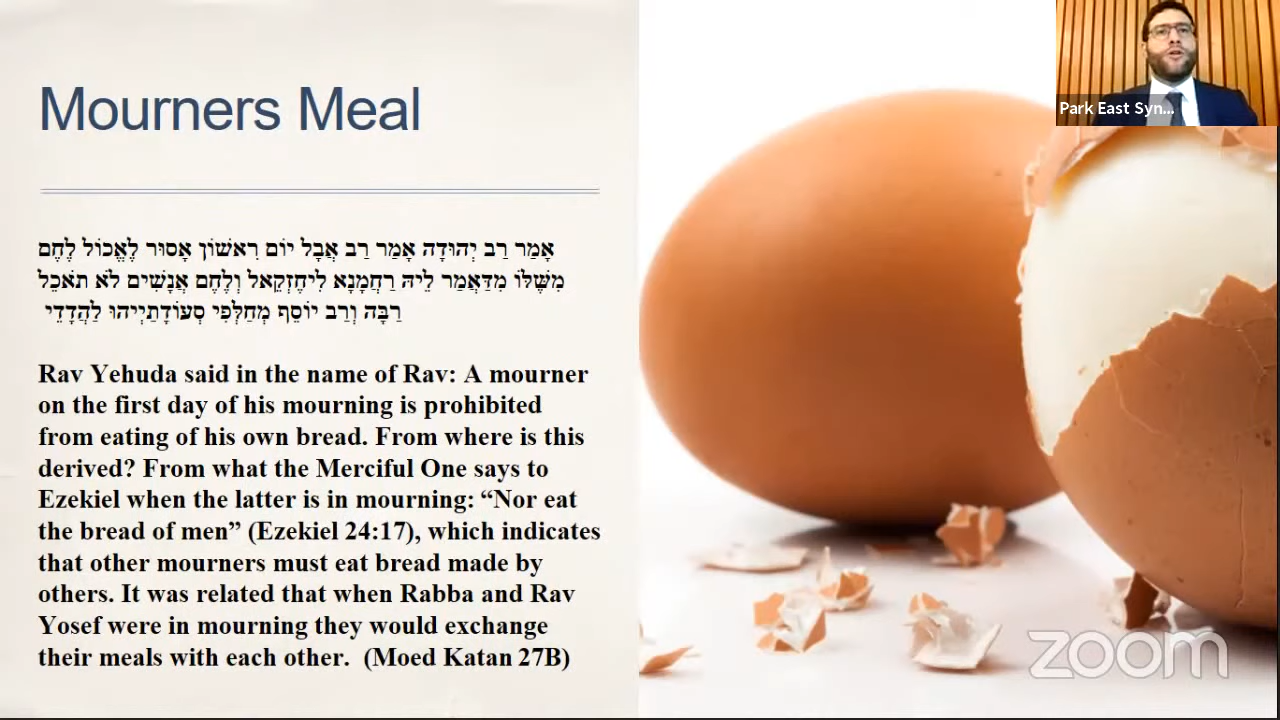 Mourners Meal
אָמַר רַב יְהוּדָה אָמַר רַב אֲבָל יוֹם רִאשׁוֹן אָסוּר לֶאֱכוֹל לֶחֶם
מִשֶּׁלּוֹ מִדַּאֲמַר לֵיהּ רַחֲמָנָא לִיחֶזְקֵאל וְלֶחֶם אֲנָשִׁים לֹא תֹאכֵל
רַבָּה וְרַב יוֹסֵף מְחַלְּפִי סְעוֹדָתַיְיהוּ לַהֲדָדֵי
Rav Yehuda said in the name of Rav: A mourner
on the first day of his mourning is prohibited
from eating of his own bread. From where is this
derived? From what the Merciful One says to
Ezekiel when the latter is in mourning: “Nor eat
the bread of men” (Ezekiel 24:17), which indicates
that other mourners must eat bread made by
others. It was related that when Rabba and Rav
Yosef were in mourning they would exchange
their meals with each other. (Moed Katan 27B)
Park East Syn...
zoom